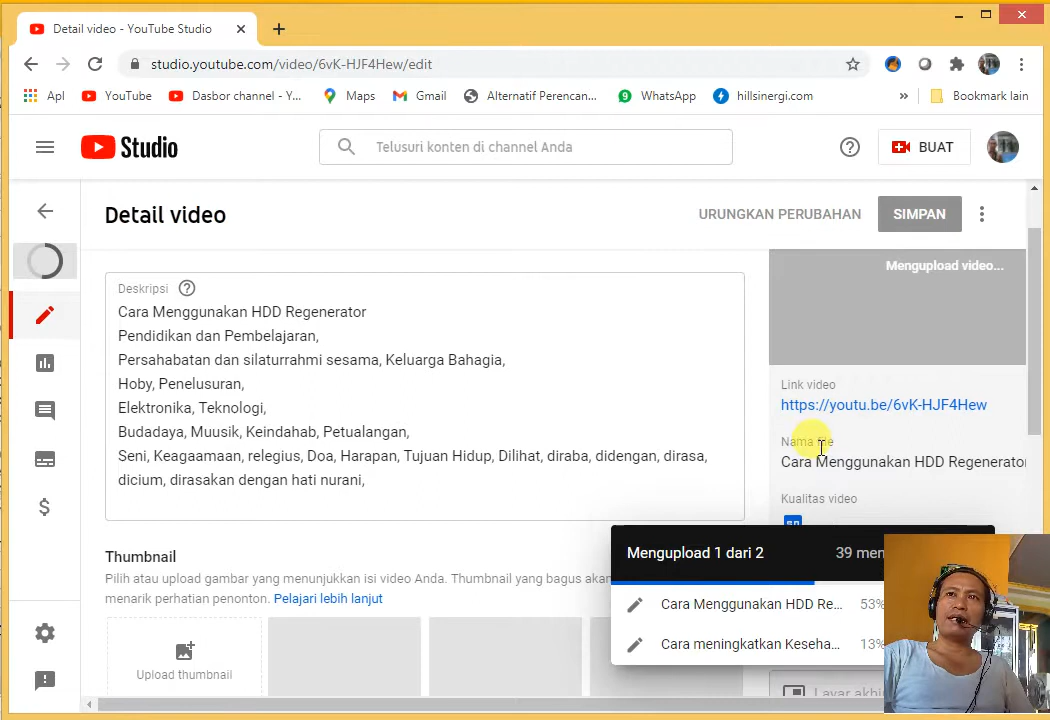 Detail video - YouTube Studio
studio.youtube.com/video/6vK-HJF4Hew/edit
Apl
YouTube
Dasbor channel - Y...
Maps
Gmail
Alternatif Perencan...
WhatsApp
hillsinergi.com
»
Bookmark lain
Studio
Telusuri konten di channel Anda
BUAT
Detail video
URUNGKAN PERUBAHAN
SIMPAN
Mengupload video...
Deskripsi
Cara Menggunakan HDD Regenerator
Pendidikan dan Pembelajaran,
Persahabatan dan silaturrahmi sesama, Keluarga Bahagia,
Hoby, Penelusuran,
Elektronika, Teknologi,
Budadaya, Muusik, Keindahab, Petualangan,
Seni, Keagaamaan, relegius, Doa, Harapan, Tujuan Hidup, Dilihat, diraba, didengan, dirasa,
dicium, dirasakan dengan hati nurani,
Link video
https://youtu.be/6vK-HJF4Hew
Nama file
Cara Menggunakan HDD Regenerator
Kualitas video
SD
Thumbnail
Pilih atau upload gambar yang menunjukkan isi video Anda. Thumbnail yang bagus
menarik perhatian penonton. Pelajari lebih lanjut
Upload thumbnail
Mengupload 1 dari 2
39
Cara Menggunakan HDD Re... 53%
Cara meningkatkan Keseha... 13%
Layar